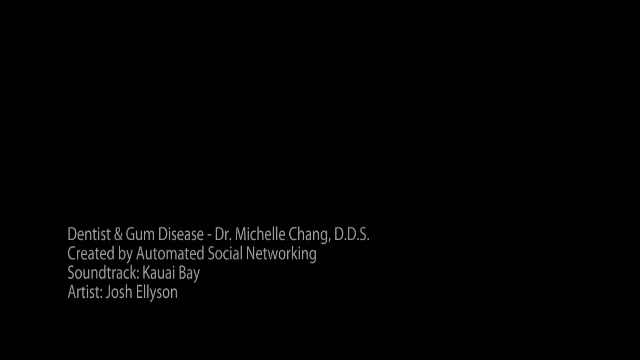 Dentist & Gum Disease - Dr. Michelle Chang, D.D.S.
Created by Automated Social Networking
Soundtrack: Kauai Bay
Artist: Josh Ellyson